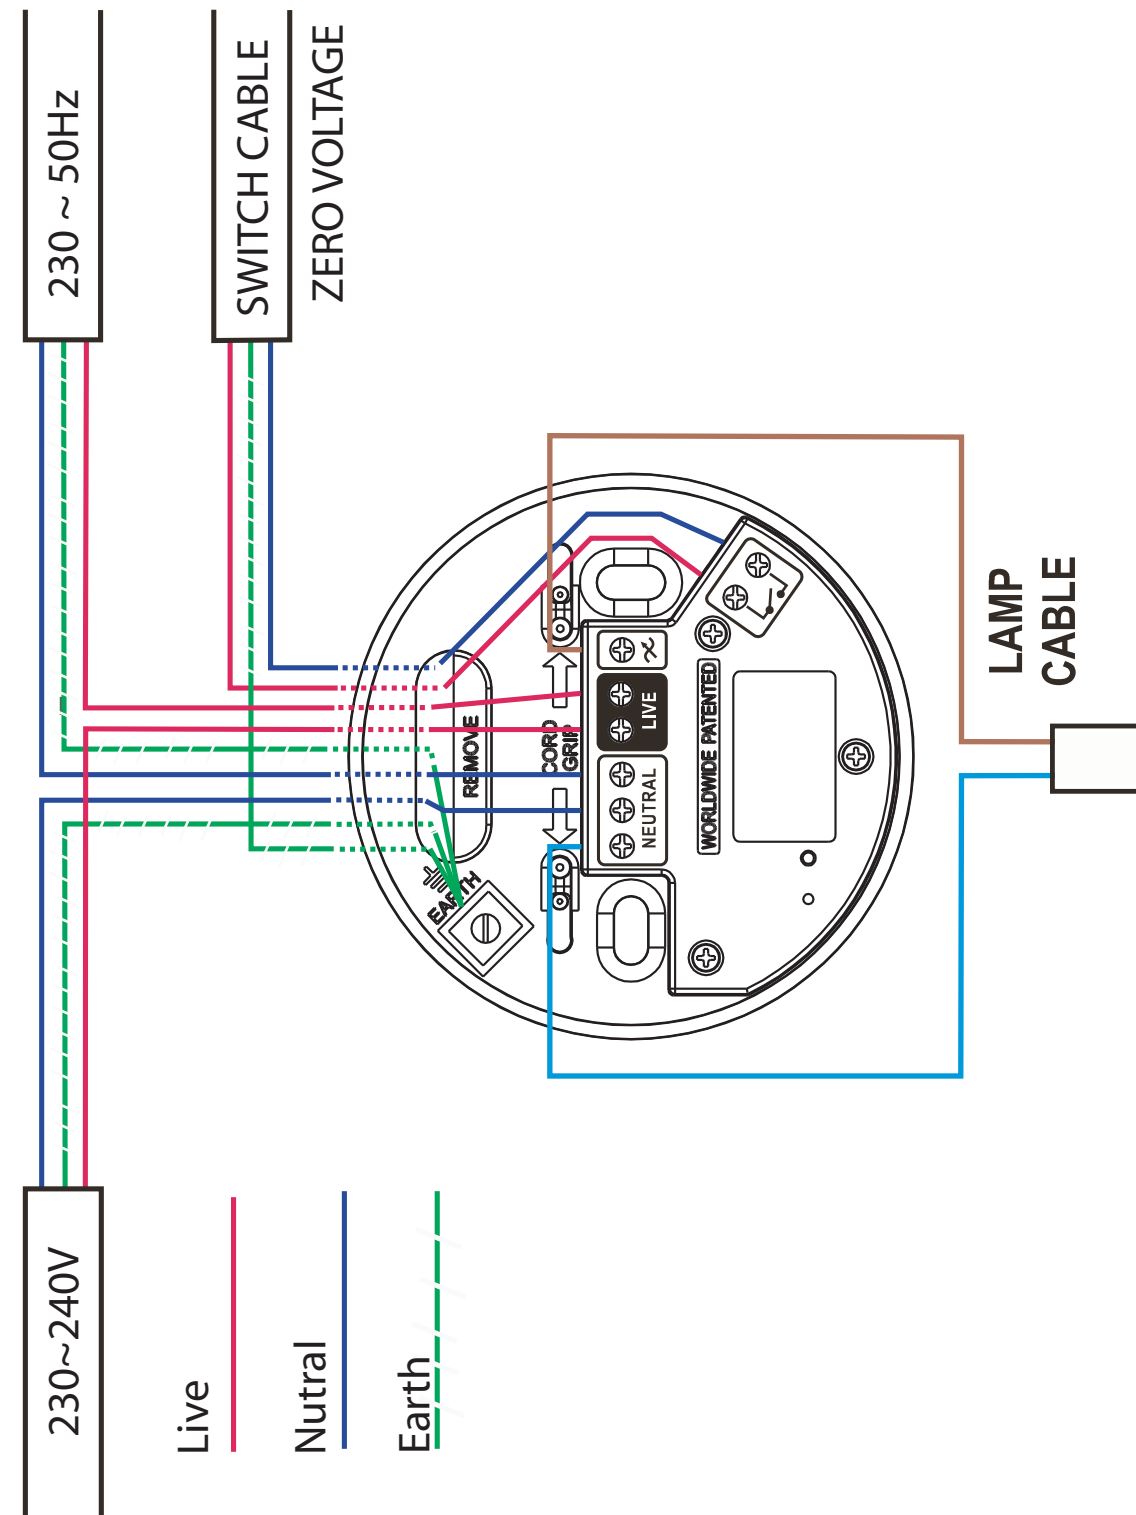 230 ~ 50Hz
SWITCH CABLE
ZERO VOLTAGE
LAMP
CABLE
REMOVE
CORD
GRIP
LIVE
NEUTRAL
WORLDWIDE PATENTED
EARTH
230~240V
Live
Nutral
Earth